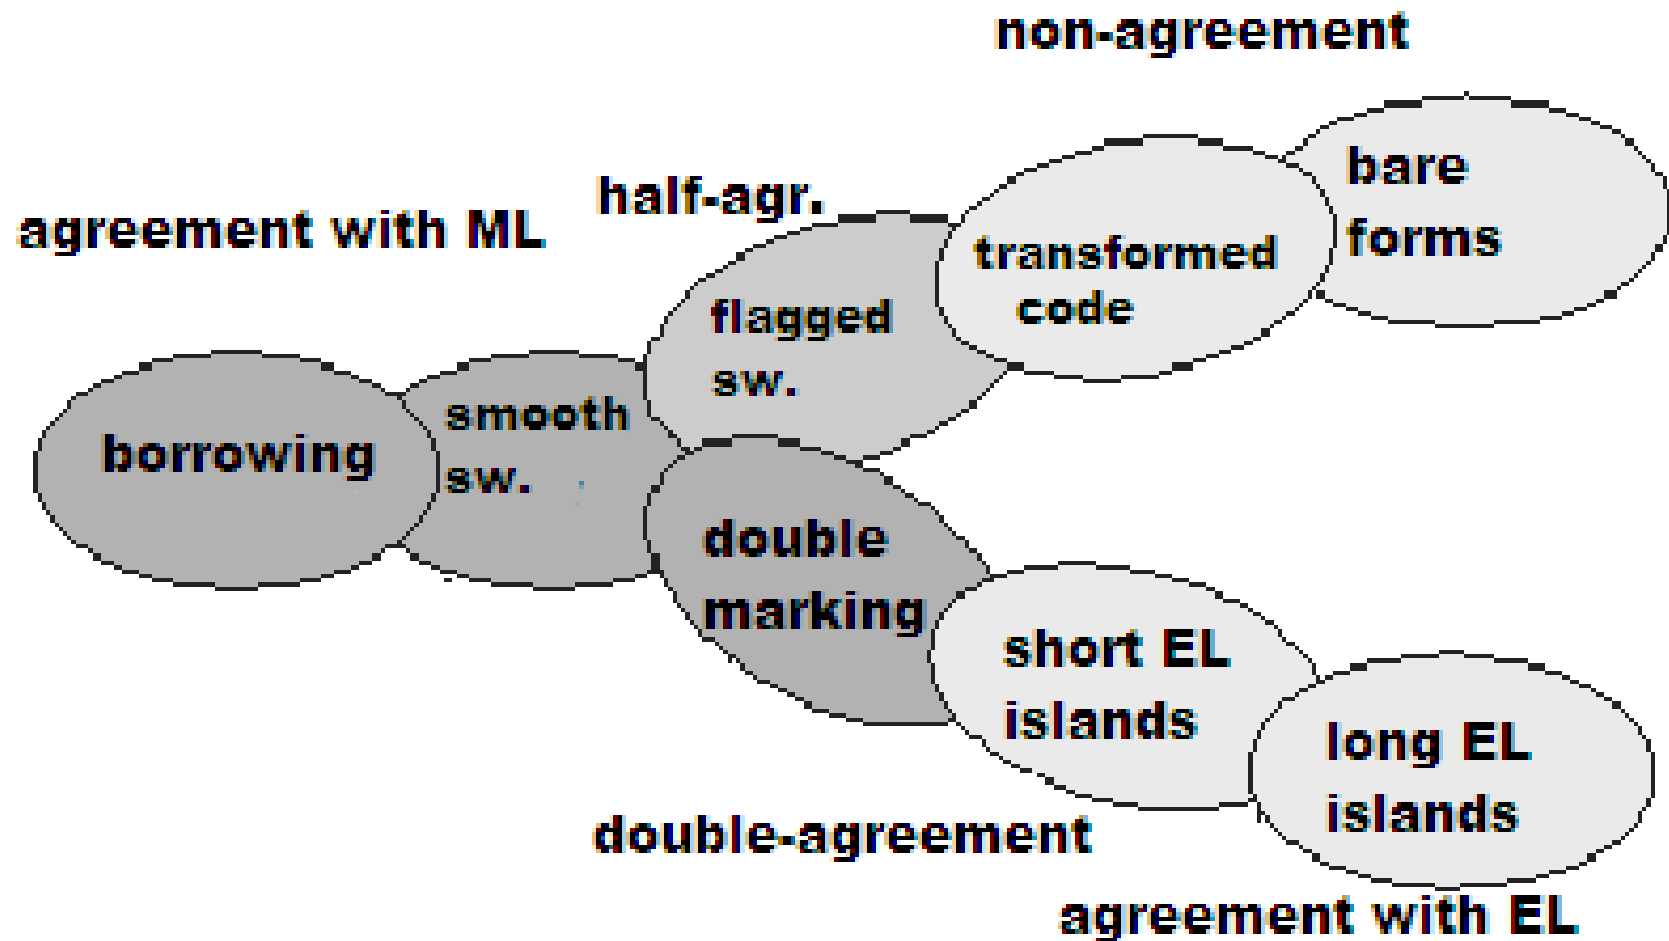 non-agreement
bare
forms
half-agr.
agreement with ML
transformed
code
flagged
sw.
smooth
sw.
borrowing
double
marking
short EL
islands
long EL
islands
double-agreement
agreement with EL